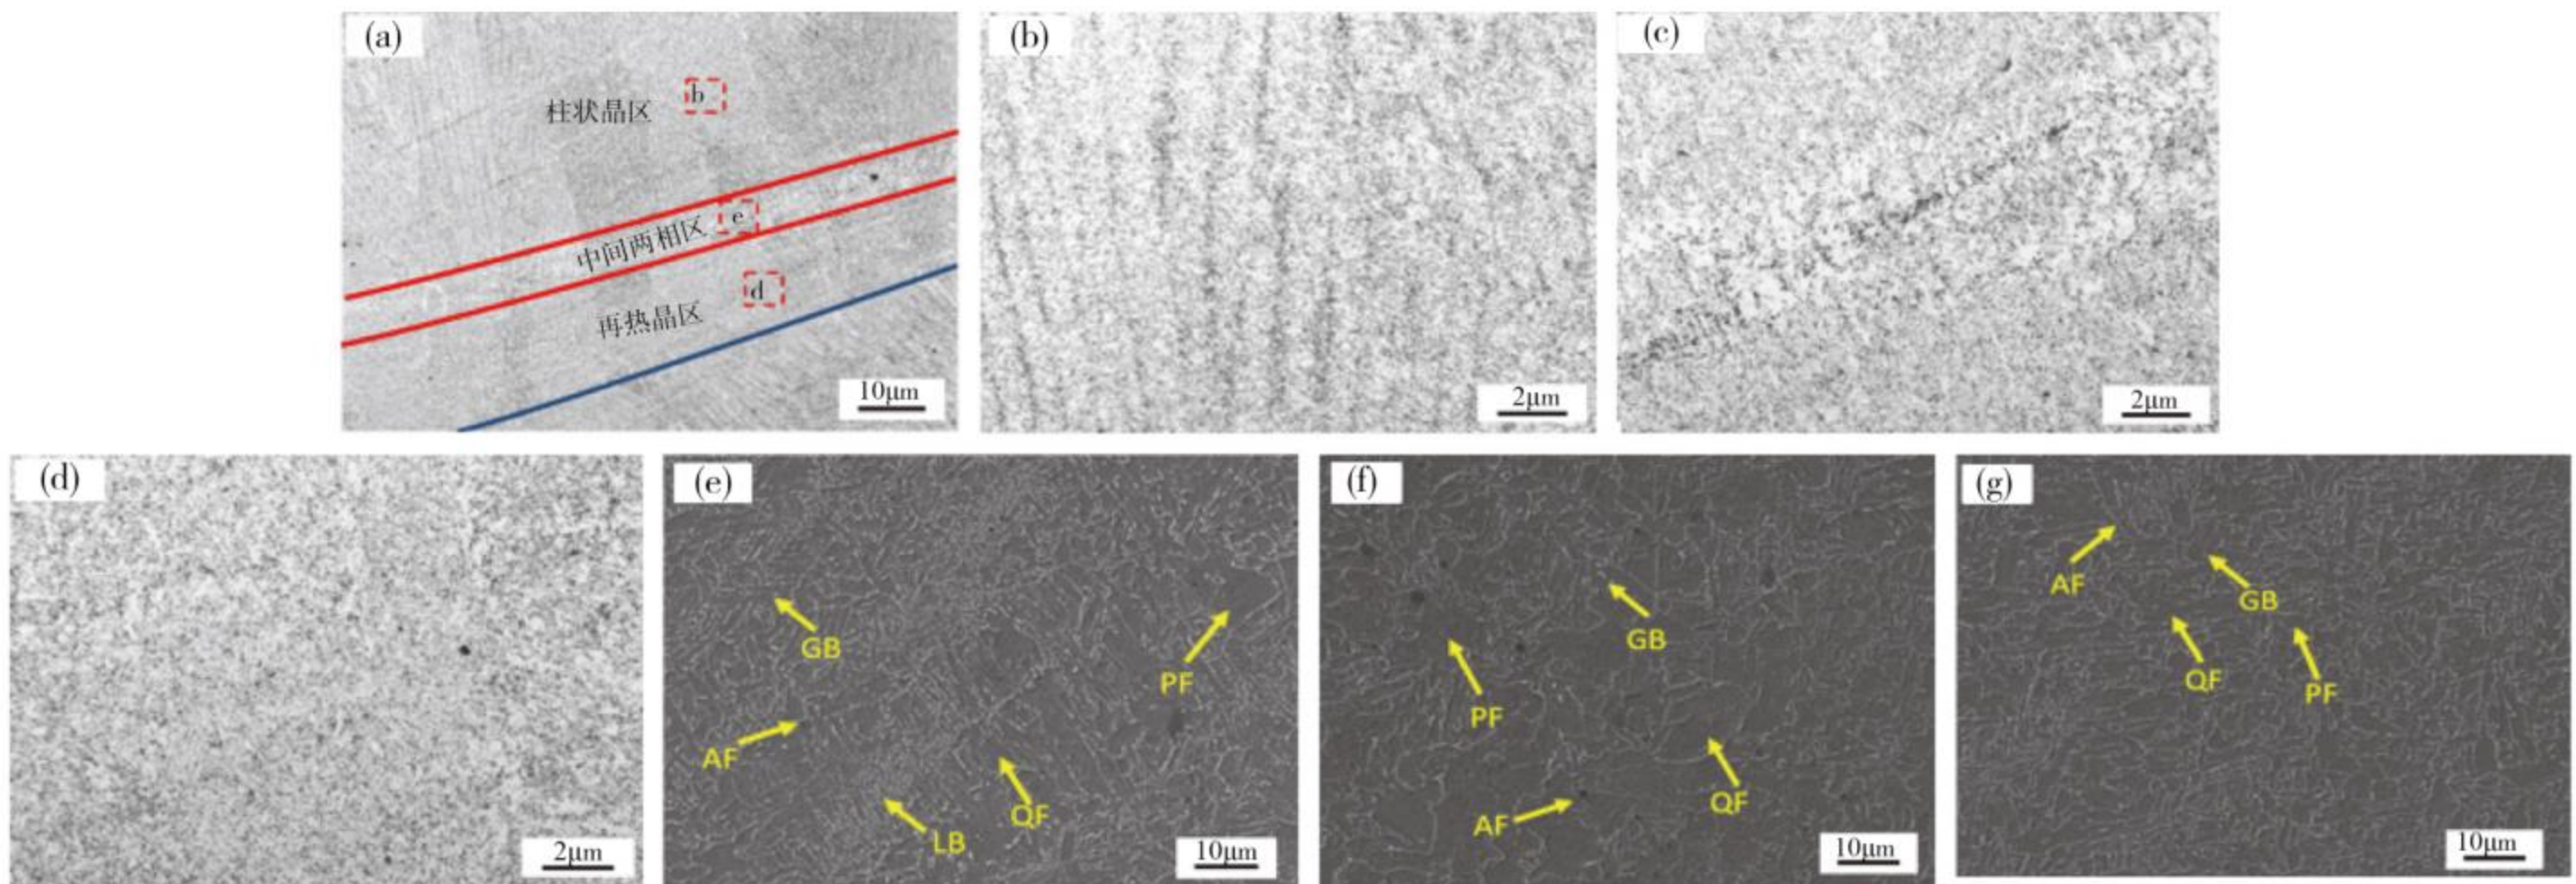 (a)
b
柱状晶区
e
中间两相区
d
再热晶区
10μm
(b)
2μm
(c)
2μm
(d)
2μm
(e)
GB
PF
AF
QF
LB
10μm
(f)
GB
PF
QF
AF
10μm
(g)
AF
GB
QF
PF
10μm